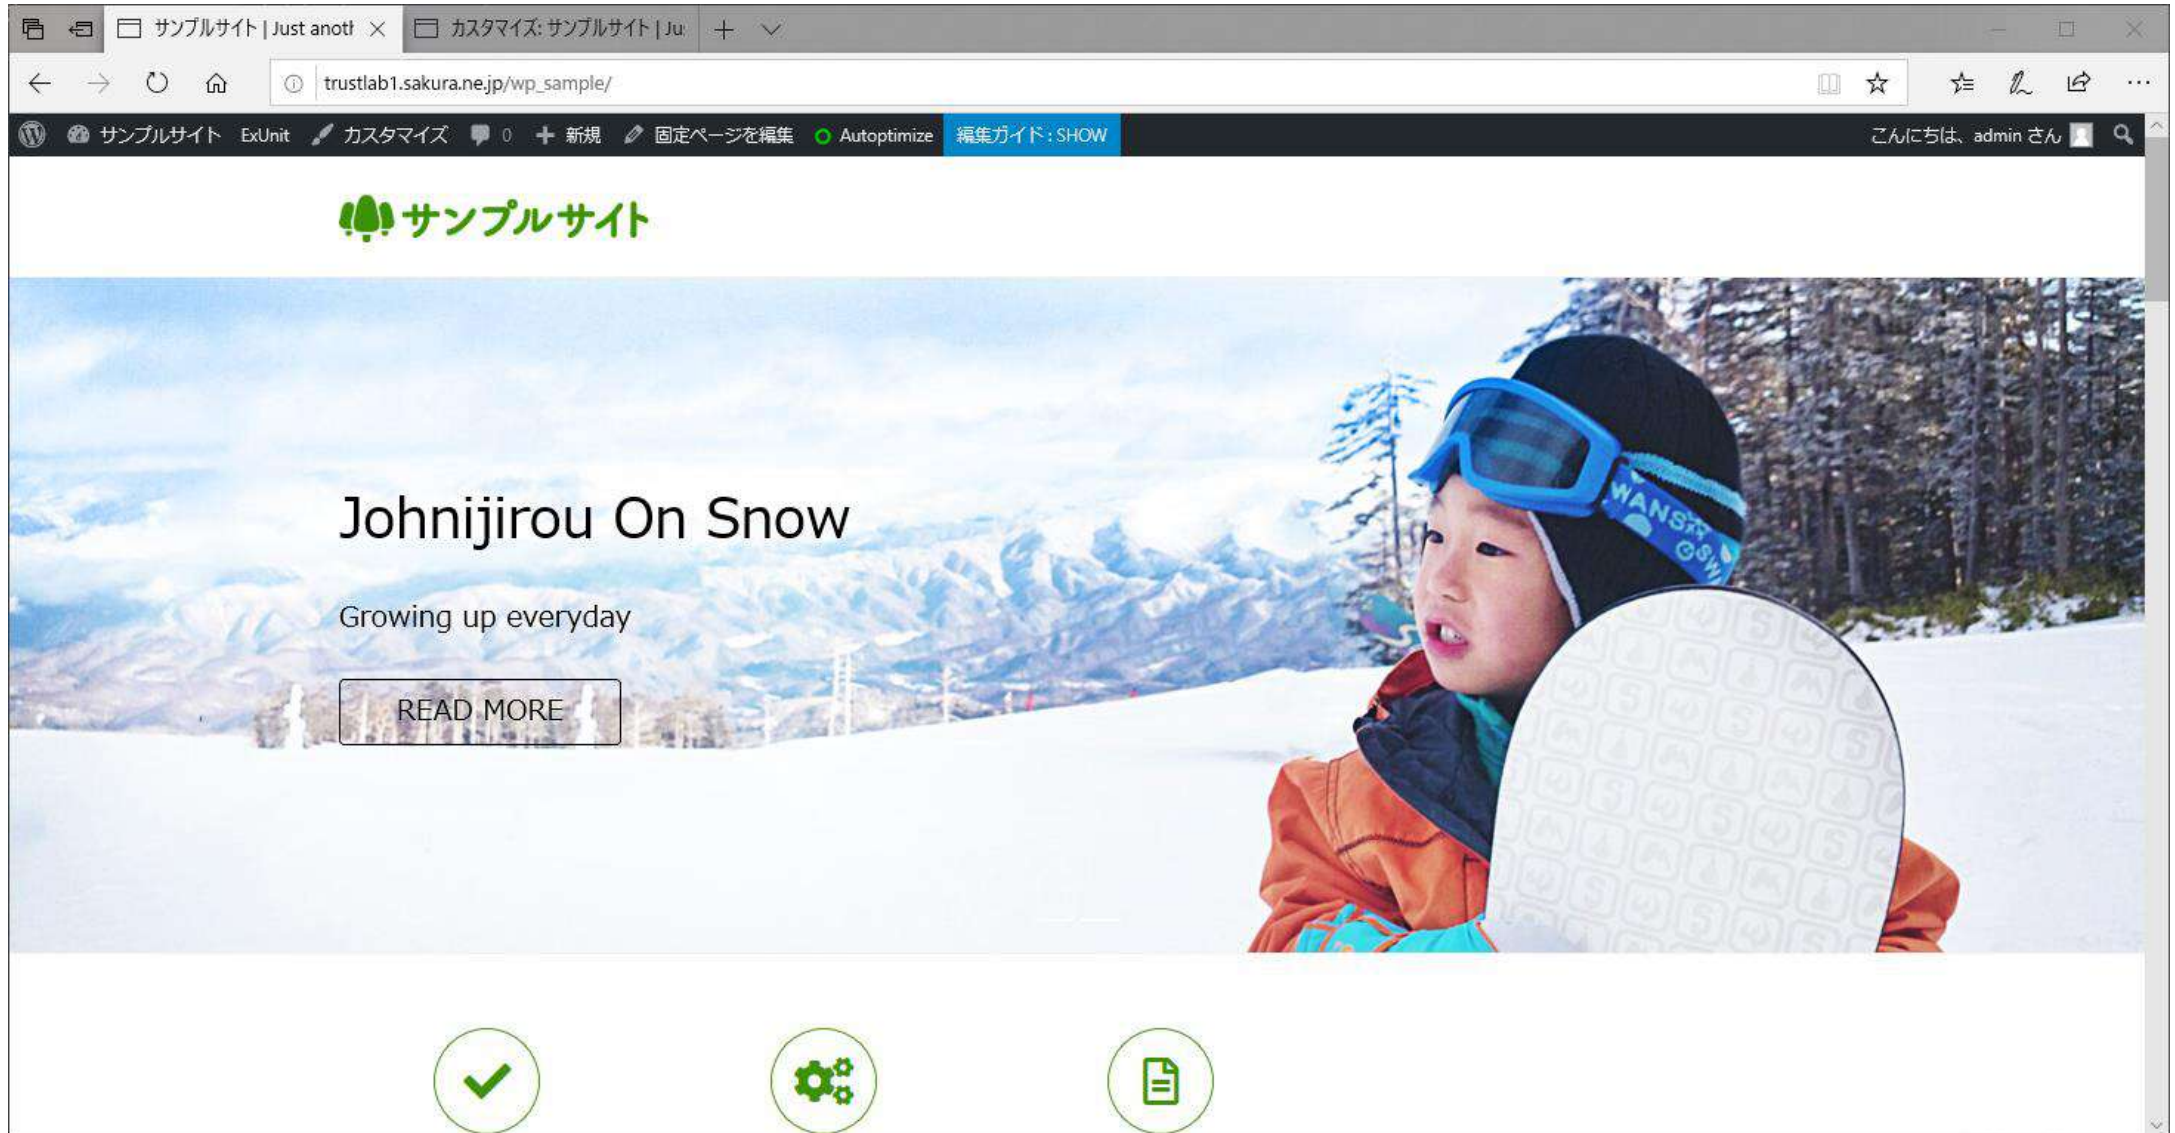 サンプルサイト | Just anoth
カスタマイズ: サンプルサイト | Ju
trustlab1.sakura.ne.jp/wp_sample/
サンプルサイト ExUnit カスタマイズ 0 新規 固定ページを編集 Autoptimize 編集ガイド : SHOW こんにちは、admin さん
サンプルサイト
Johnijirou On Snow
Growing up everyday
READ MORE
SWANS